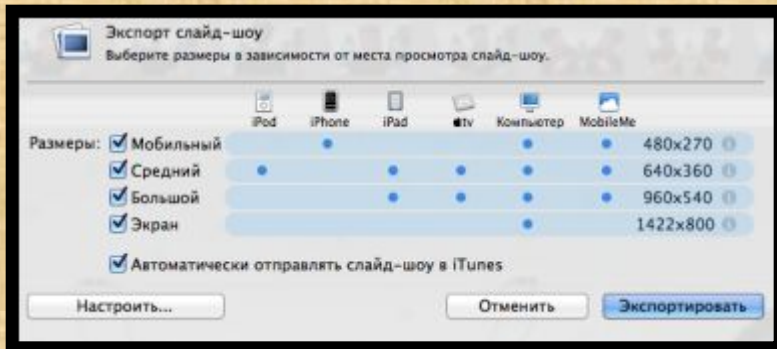 Экспорт слайд-шоу
Выберите размеры в зависимости от места просмотра слайд-шоу.
iPod iPhone iPad tv Компьютер MobileMe
Размеры: Мобильный 480x270
Средний 640x360
Большой 960x540
Экран 1422x800
Автоматически отправлять слайд-шоу в iTunes
Настроить... Отменить Экспортировать